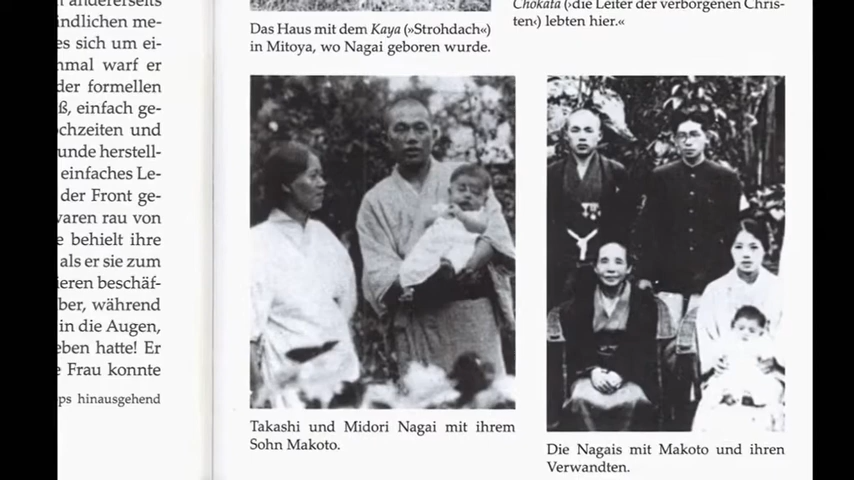 andererseits
indlichen me-
es sich um ei-
nmal warf er
der formellen
ß, einfach ge-
ochzeiten und
unde herstell-
einfaches Le-
der Front ge-
waren rau von
e behielt ihre
als er sie zum
ieren beschäf-
ber, während
in die Augen,
eben hatte! Er
e Frau konnte
ps hinausgehend
Das Haus mit dem Kaya (»Strohdach«)
in Mitoya, wo Nagai geboren wurde.
Chokata (›die Leiter der verborgenen Chris-
ten‹) lebten hier.«
Takashi und Midori Nagai mit ihrem
Sohn Makoto.
Die Nagais mit Makoto und ihren
Verwandten.